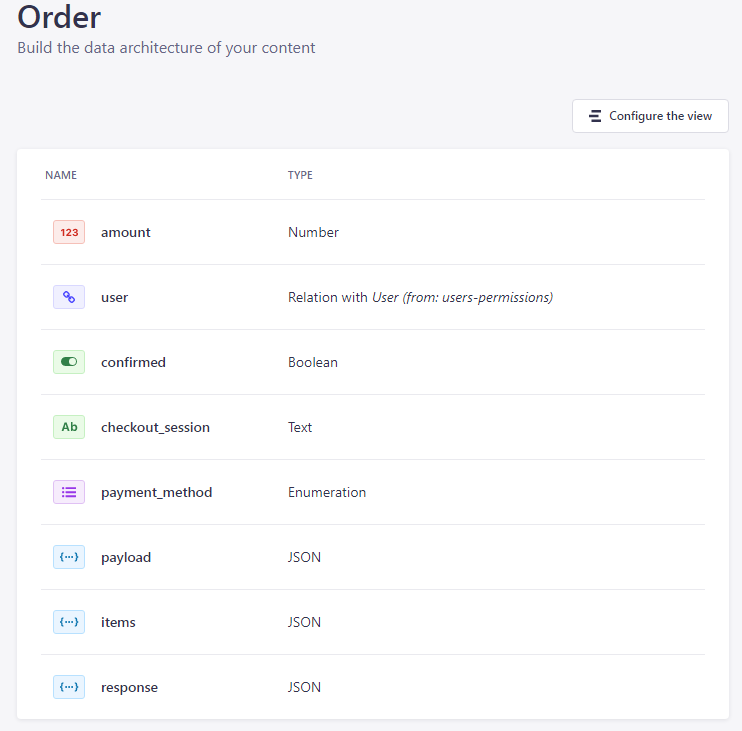 Order
Build the data architecture of your content
Configure the view
NAME TYPE
123 amount Number
user Relation with User (from: users-permissions)
confirmed Boolean
Ab checkout_session Text
payment_method Enumeration
{···} payload JSON
{···} items JSON
{···} response JSON